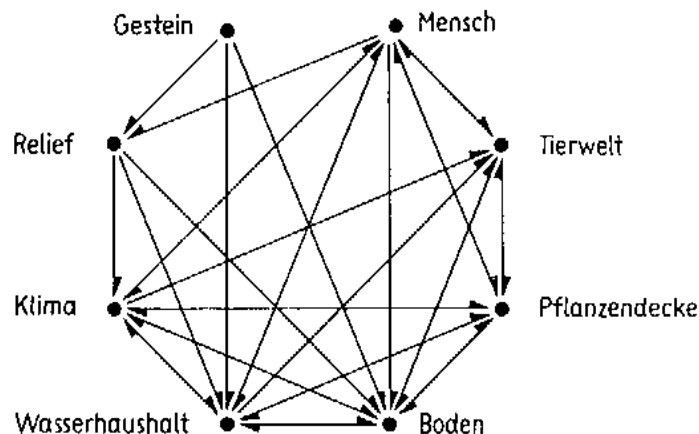 Gestein
Mensch
Relief
Tierwelt
Klima
Pflanzendecke
Wasserhaushalt
Boden